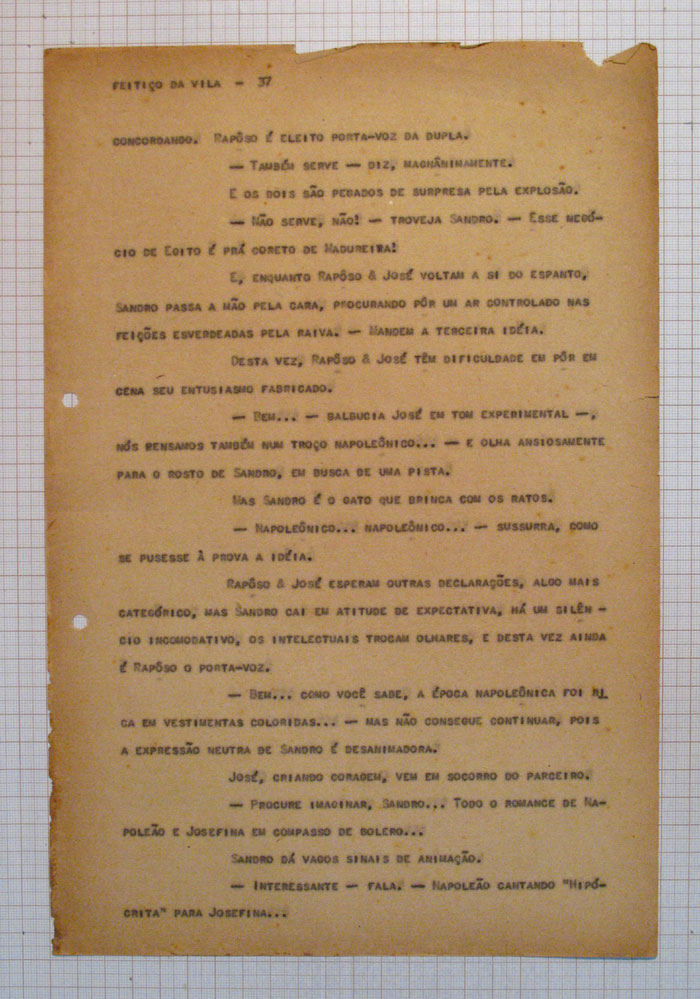 FEITIÇO DA VILA - 37
CONCORDANDO. RAPÔSO É ELEITO PORTA-VOZ DA DUPLA.
— TAMBÉM SERVE — DIZ, MAGNÂNIMAMENTE.
E OS DOIS SÃO PEGADOS DE SURPRESA PELA EXPLOSÃO.
— NÃO SERVE, NÃO! — TROVEJA SANDRO. — ESSE NEGÓ-
CIO DE EGITO É PRÁ CORETO DE MADUREIRA!
E, ENQUANTO RAPÔSO & JOSÉ VOLTAM A SI DO ESPANTO,
SANDRO PASSA A MÃO PELA CARA, PROCURANDO PÔR UM AR CONTROLADO NAS
FEIÇÕES ESVERDEADAS PELA RAIVA. — MANDEM A TERCEIRA IDÉIA.
DESTA VEZ, RAPÔSO & JOSÉ TÊM DIFICULDADE EM PÔR EM
CENA SEU ENTUSIASMO FABRICADO.
— BEM... — BALBUCIA JOSÉ EM TOM EXPERIMENTAL —,
NÓS PENSAMOS TAMBÉM NUM TROÇO NAPOLEÔNICO... — E OLHA ANSIOSAMENTE
PARA O ROSTO DE SANDRO, EM BUSCA DE UMA PISTA.
MAS SANDRO É O GATO QUE BRINCA COM OS RATOS.
— NAPOLEÔNICO... NAPOLEÔNICO... — SUSSURRA, COMO
SE PUSESSE À PROVA A IDÉIA.
RAPÔSO & JOSÉ ESPERAM OUTRAS DECLARAÇÕES, ALGO MAIS
CATEGÓRICO, MAS SANDRO CAI EM ATITUDE DE EXPECTATIVA, HÁ UM SILÊN-
CIO INCOMODATIVO, OS INTELECTUAIS TROCAM OLHARES, E DESTA VEZ AINDA
É RAPÔSO O PORTA-VOZ.
— BEM... COMO VOCÊ SABE, A ÉPOCA NAPOLEÔNICA FOI RI
CA EM VESTIMENTAS COLORIDAS... — MAS NÃO CONSEGUE CONTINUAR, POIS
A EXPRESSÃO NEUTRA DE SANDRO É DESANIMADORA.
JOSÉ, CRIANDO CORAGEM, VEM EM SOCORRO DO PARCEIRO.
— PROCURE IMAGINAR, SANDRO... TODO O ROMANCE DE NA-
POLEÃO E JOSEFINA EM COMPASSO DE BOLERO...
SANDRO DÁ VAGOS SINAIS DE ANIMAÇÃO.
— INTERESSANTE — FALA. — NAPOLEÃO CANTANDO "HIPÓ-
CRITA" PARA JOSEFINA...